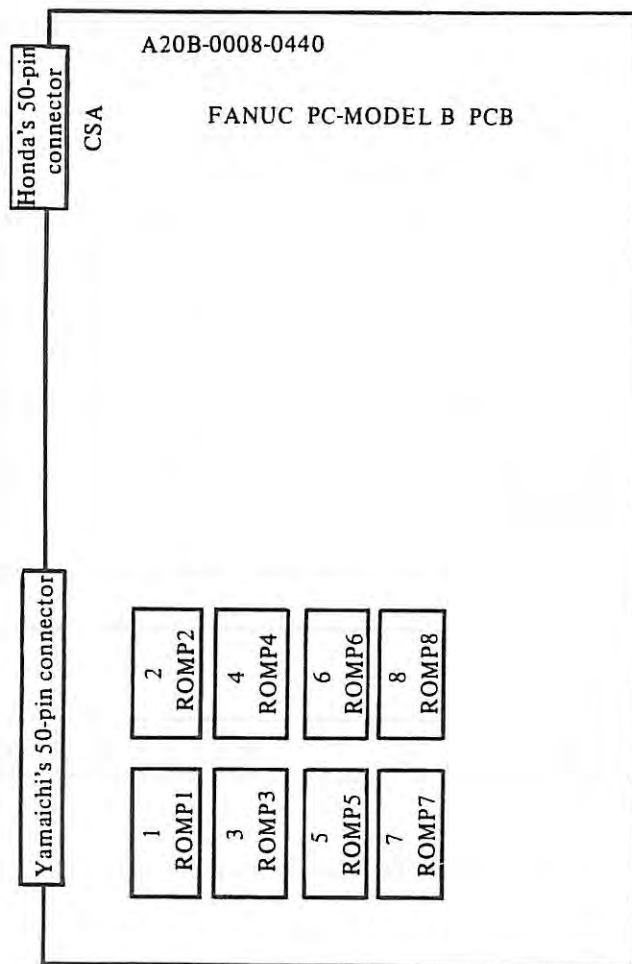 A20B-0008-0440
FANUC PC-MODEL B PCB
Honda's 50-pin
connector
CSA
Yamaichi's 50-pin connector
2
ROMP2
4
ROMP4
6
ROMP6
8
ROMP8
1
ROMP1
3
ROMP3
5
ROMP5
7
ROMP7